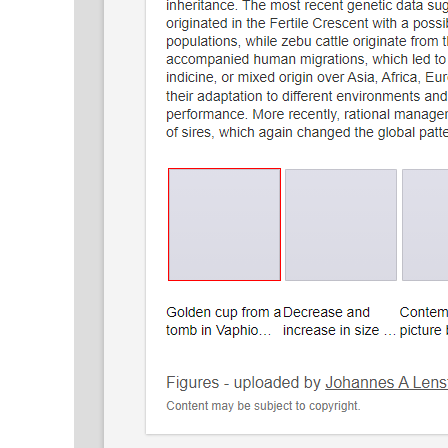 inheritance. The most recent genetic data sug
originated in the Fertile Crescent with a possi
populations, while zebu cattle originate from t
accompanied human migrations, which led to
indicine, or mixed origin over Asia, Africa, Eur
their adaptation to different environments and
performance. More recently, rational manage
of sires, which again changed the global patte
Golden cup from a Decrease and Contem
tomb in Vaphio… increase in size … picture
Figures - uploaded by Johannes A Lens
Content may be subject to copyright.